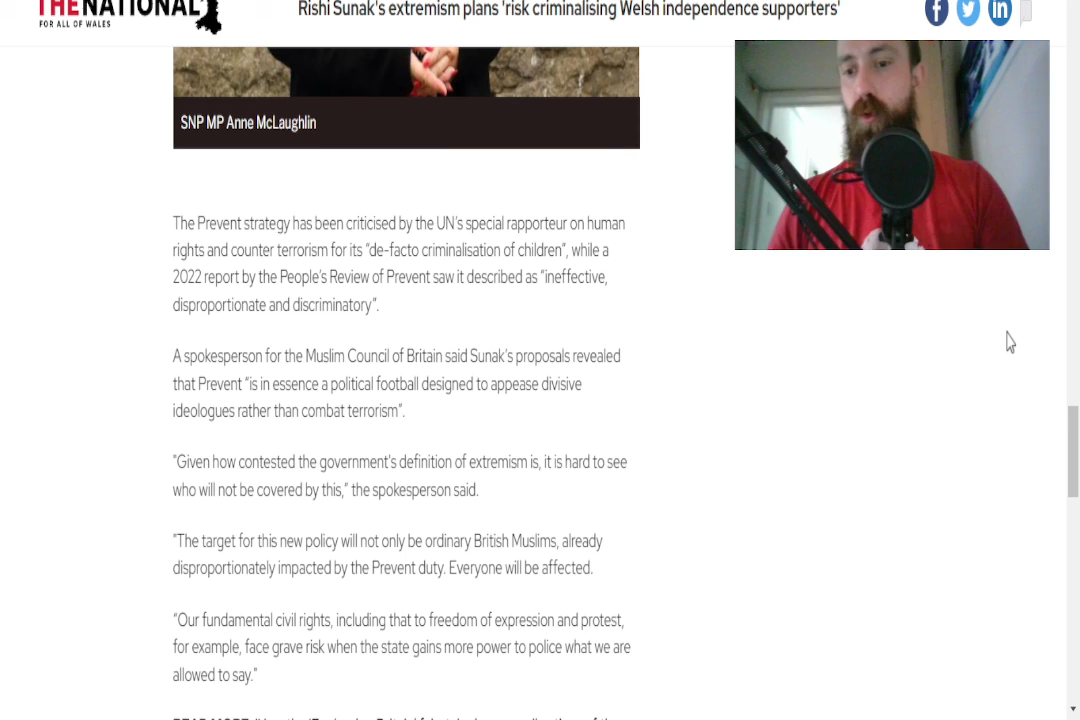 THE NATIONAL
FOR ALL OF WALES
Rishi Sunak's extremism plans 'risk criminalising Welsh independence supporters'
f
in
SNP MP Anne McLaughlin
The Prevent strategy has been criticised by the UN's special rapporteur on human
rights and counter terrorism for its “de-facto criminalisation of children”, while a
2022 report by the People's Review of Prevent saw it described as “ineffective,
disproportionate and discriminatory”.
A spokesperson for the Muslim Council of Britain said Sunak's proposals revealed
that Prevent “is in essence a political football designed to appease divisive
ideologues rather than combat terrorism”.
"Given how contested the government's definition of extremism is, it is hard to see
who will not be covered by this,” the spokesperson said.
"The target for this new policy will not only be ordinary British Muslims, already
disproportionately impacted by the Prevent duty. Everyone will be affected.
“Our fundamental civil rights, including that to freedom of expression and protest,
for example, face grave risk when the state gains more power to police what we are
allowed to say."